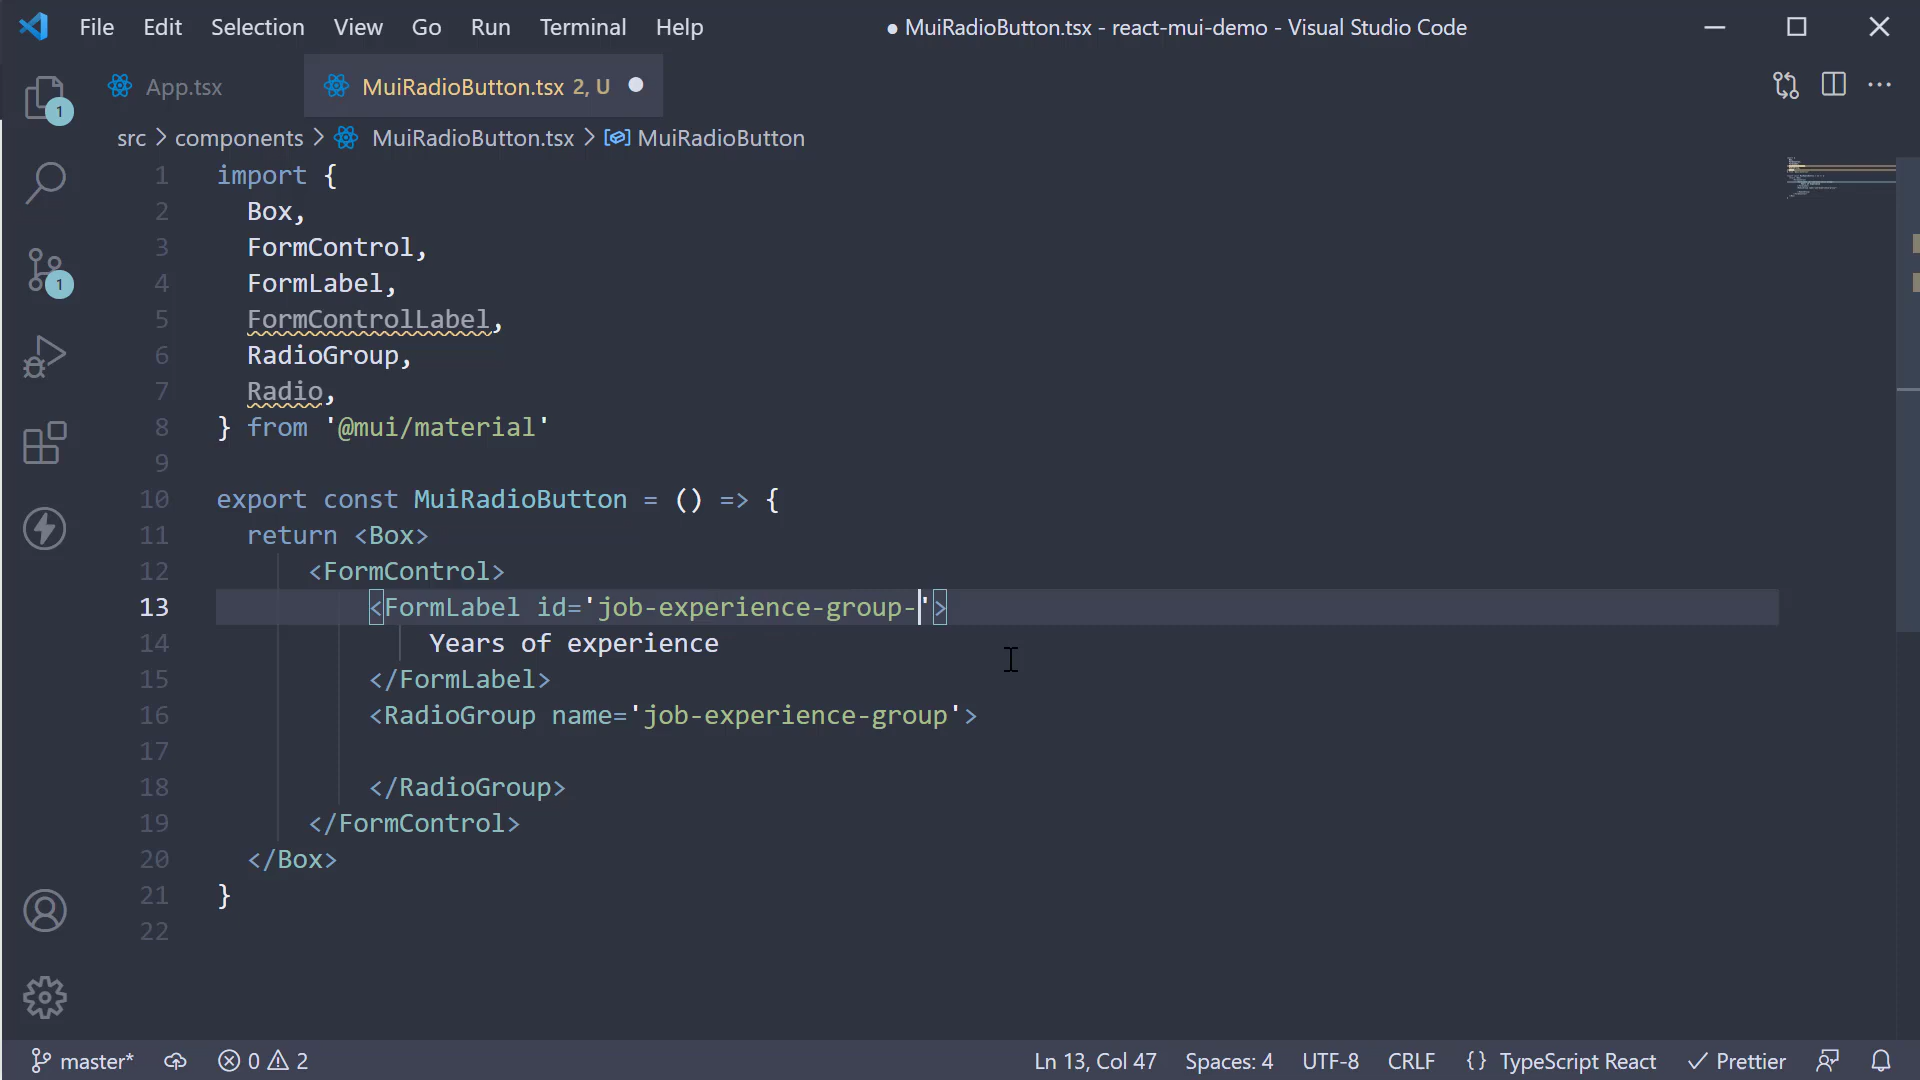 File Edit Selection View Go Run Terminal Help ● MuiRadioButton.tsx - react-mui-demo - Visual Studio Code
App.tsx MuiRadioButton.tsx 2, U
1
src > components > MuiRadioButton.tsx > MuiRadioButton
1 import {
2 Box,
3 FormControl,
4 FormLabel,
1
5 FormControlLabel,
6 RadioGroup,
7 Radio,
8 } from '@mui/material'
9
10 export const MuiRadioButton = () => {
11 return <Box>
12 <FormControl>
13 <FormLabel id='job-experience-group-'>
14 Years of experience
15 </FormLabel>
16 <RadioGroup name='job-experience-group'>
17
18 </RadioGroup>
19 </FormControl>
20 </Box>
21 }
22
master* 0 2 Ln 13, Col 47 Spaces: 4 UTF-8 CRLF {} TypeScript React Prettier